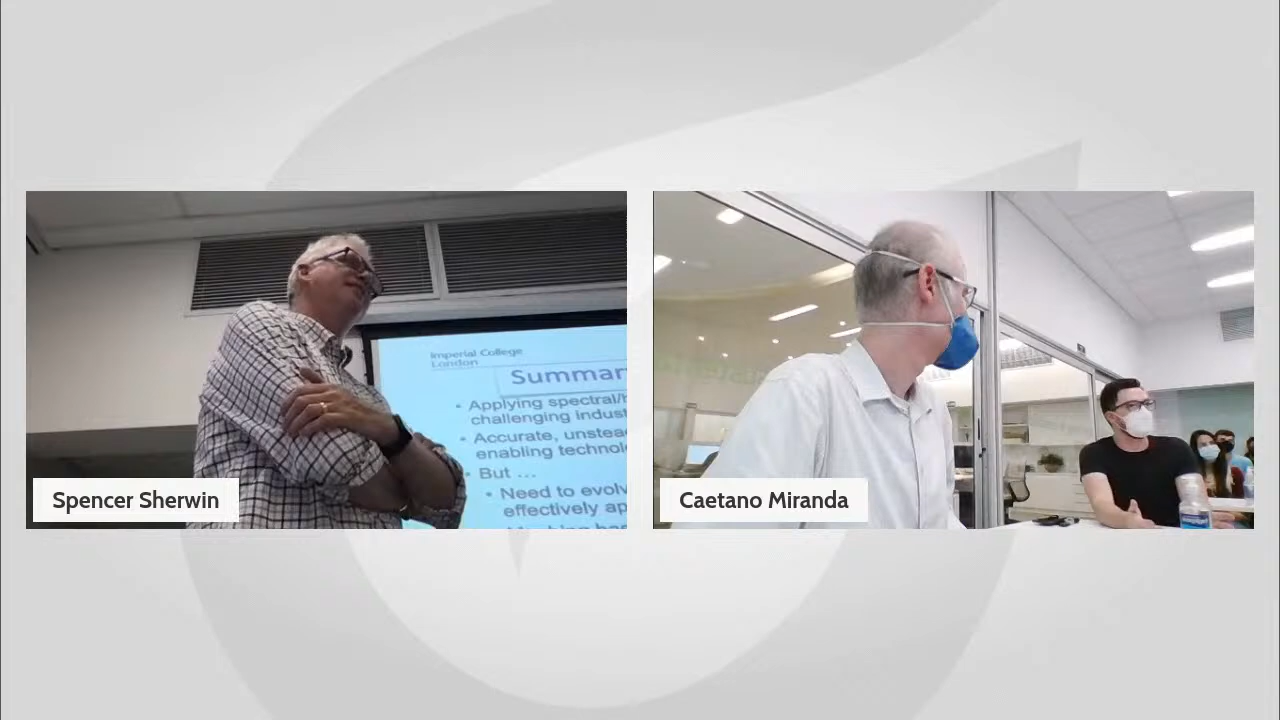 Imperial College
London
Summar
• Applying spectral/h
challenging indust
• Accurate, unstea
enabling technol
• But ...
• Need to evolv
effectively ap
Spencer Sherwin
Caetano Miranda